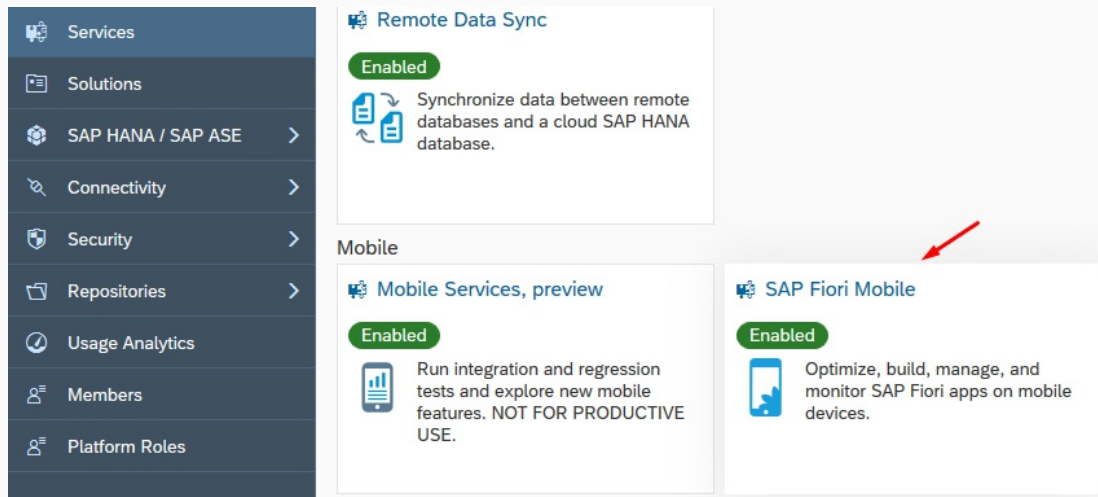 Services
Solutions
SAP HANA / SAP ASE
Connectivity
Security
Repositories
Usage Analytics
Members
Platform Roles
Remote Data Sync
Enabled
Synchronize data between remote
databases and a cloud SAP HANA
database.
Mobile
Mobile Services, preview
Enabled
Run integration and regression
tests and explore new mobile
features. NOT FOR PRODUCTIVE
USE.
SAP Fiori Mobile
Enabled
Optimize, build, manage, and
monitor SAP Fiori apps on mobile
devices.